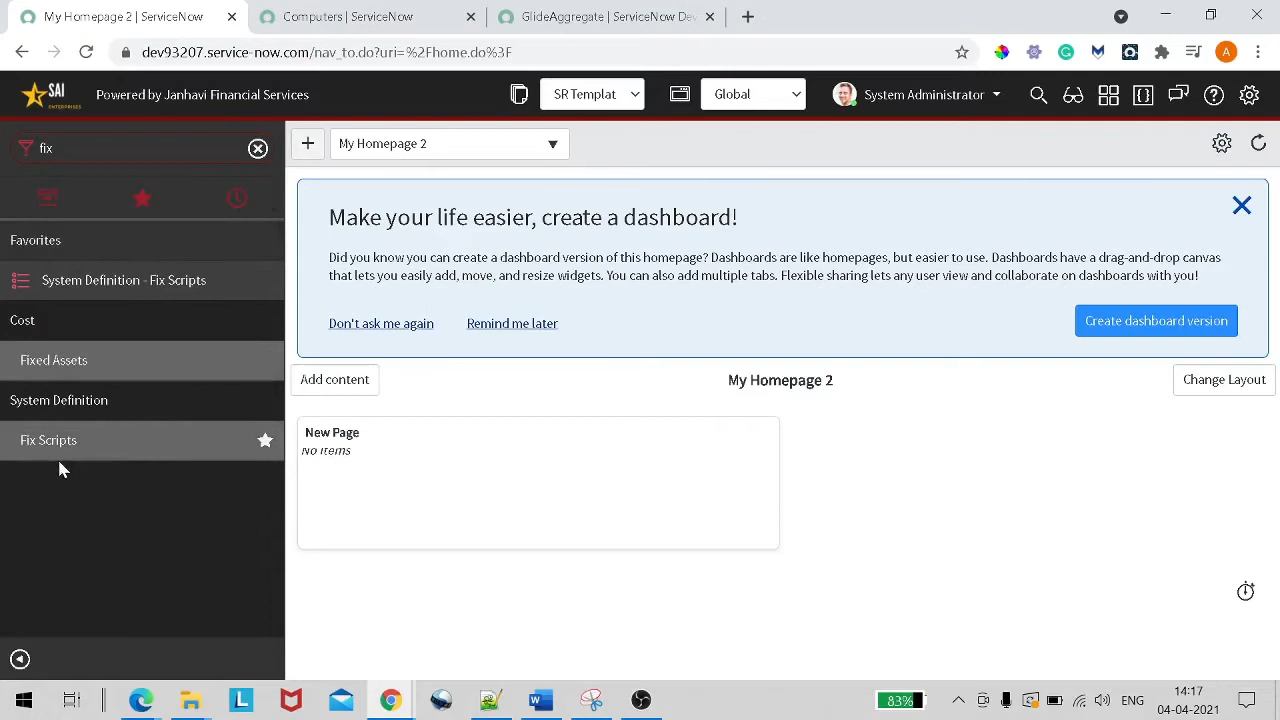 My Homepage 2 | ServiceNow
Computers | ServiceNow
GlideAggregate | ServiceNow Dev
dev93207.service-now.com/nav_to.do?uri=%2Fhome.do%3F
A
SAI
ENTERPRISES
Powered by Janhavi Financial Services
SR Templat
Global
System Administrator
fix
My Homepage 2
Favorites
System Definition - Fix Scripts
Cost
Fixed Assets
System Definition
Fix Scripts
Make your life easier, create a dashboard!
Did you know you can create a dashboard version of this homepage? Dashboards are like homepages, but easier to use. Dashboards have a drag-and-drop canvas
that lets you easily add, move, and resize widgets. You can also add multiple tabs. Flexible sharing lets any user view and collaborate on dashboards with you!
Don't ask me again
Remind me later
Create dashboard version
Add content
My Homepage 2
Change Layout
New Page
No items
83%
ENG
14:17
04-04-2021